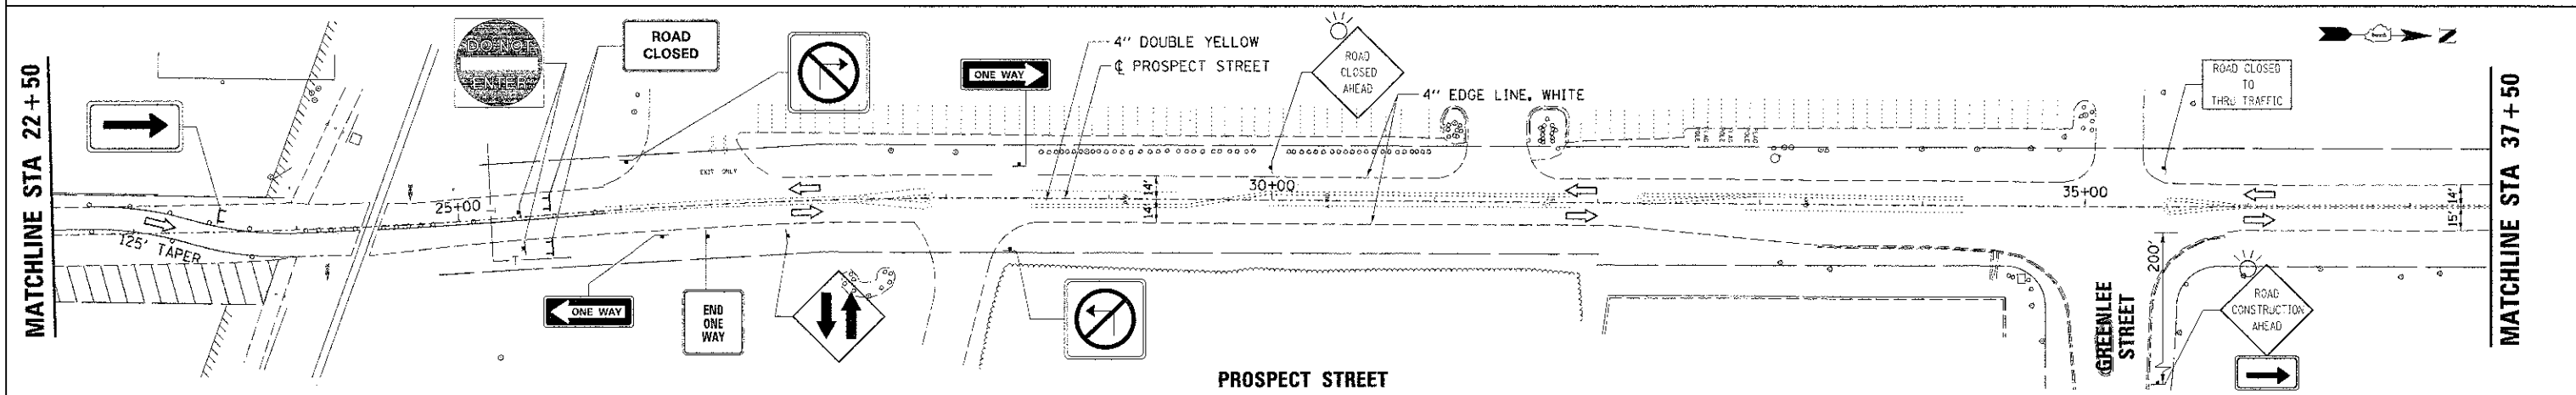 MATCHLINE STA 22+50
DO NOT
ENTER
ROAD
CLOSED
ONE WAY
4" DOUBLE YELLOW
℄ PROSPECT STREET
ROAD
CLOSED
AHEAD
4" EDGE LINE, WHITE
ROAD CLOSED
TO
THRU TRAFFIC
N
MATCHLINE STA 37+50
EXIT ONLY
25+00
30+00
35+00
14'
14'
14'
15'
125' TAPER
200'
ONE WAY
END
ONE
WAY
GREENLEE
STREET
ROAD
CONSTRUCTION
AHEAD
PROSPECT STREET